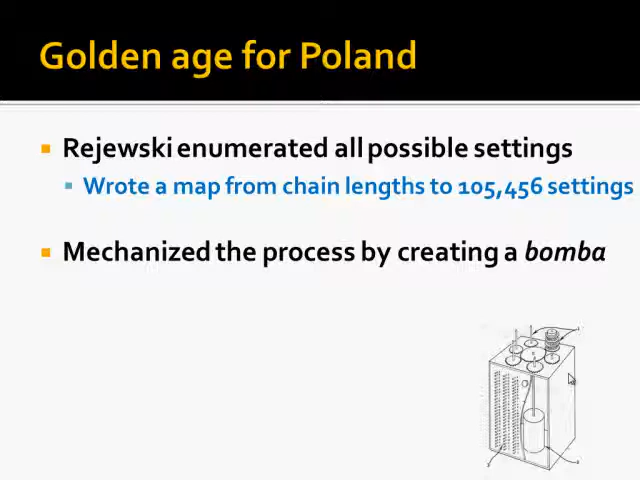 Golden age for Poland
Rejewski enumerated all possible settings
Wrote a map from chain lengths to 105,456 settings
Mechanized the process by creating a bomba